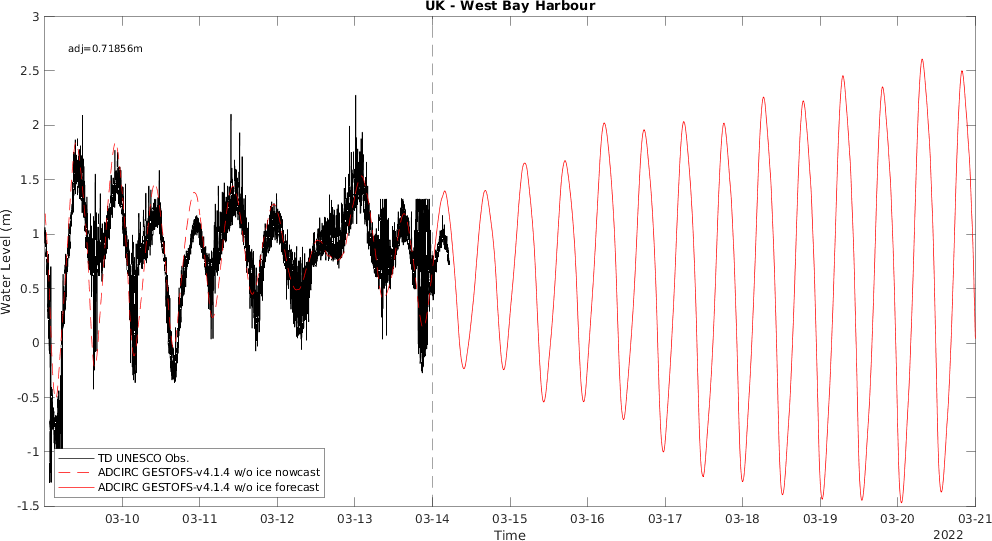 UK - West Bay Harbour
adj=0.71856m
Water Level (m)
3
2.5
2
1.5
1
0.5
0
-0.5
-1
-1.5
TD UNESCO Obs.
ADCIRC GESTOFS-v4.1.4 w/o ice nowcast
ADCIRC GESTOFS-v4.1.4 w/o ice forecast
03-10 03-11 03-12 03-13 03-14 03-15 03-16 03-17 03-18 03-19 03-20 03-21
Time
2022